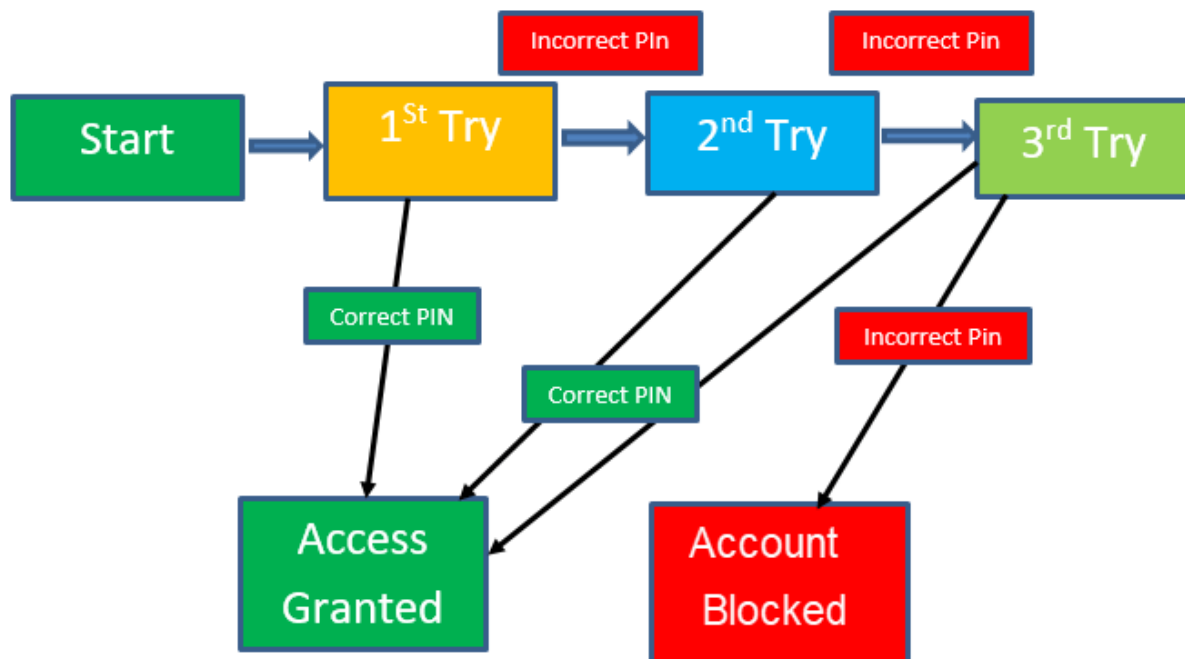 Incorrect PIn
Incorrect Pin
Start
1St Try
2nd Try
3rd Try
Correct PIN
Incorrect Pin
Correct PIN
Access
Granted
Account
Blocked